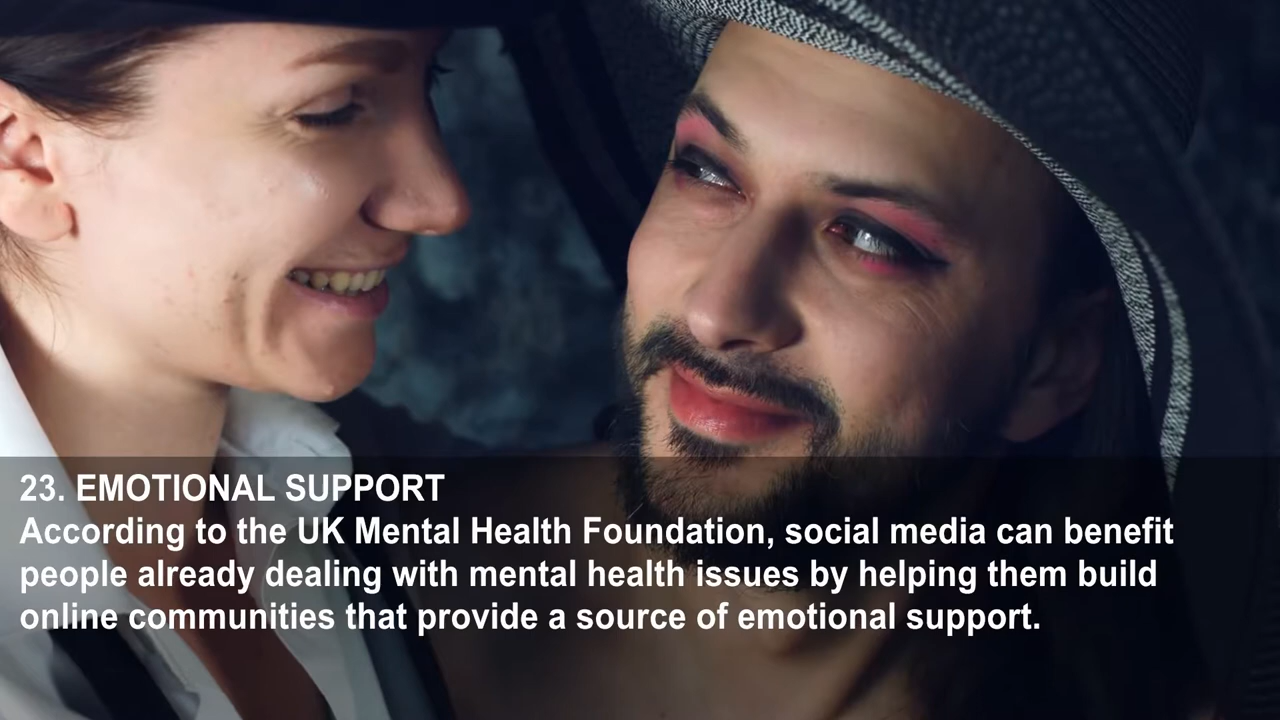 23. EMOTIONAL SUPPORT
According to the UK Mental Health Foundation, social media can benefit
people already dealing with mental health issues by helping them build
online communities that provide a source of emotional support.